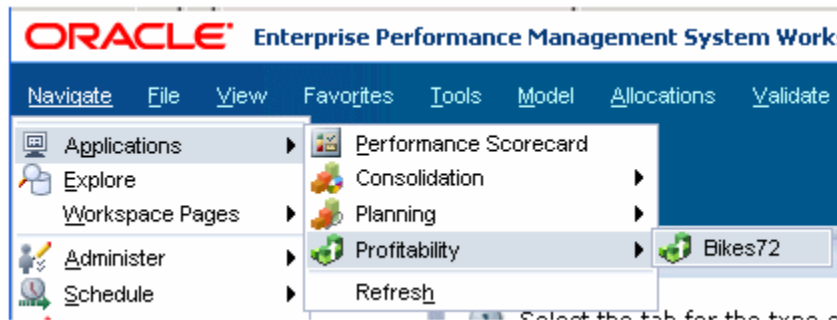 ORACLE Enterprise Performance Management System Work
Navigate File View Favorites Tools Model Allocations Validate
Applications
Performance Scorecard
Explore
Consolidation
Workspace Pages
Planning
Administer
Profitability
Bikes72
Schedule
Refresh
Select the tab for the type